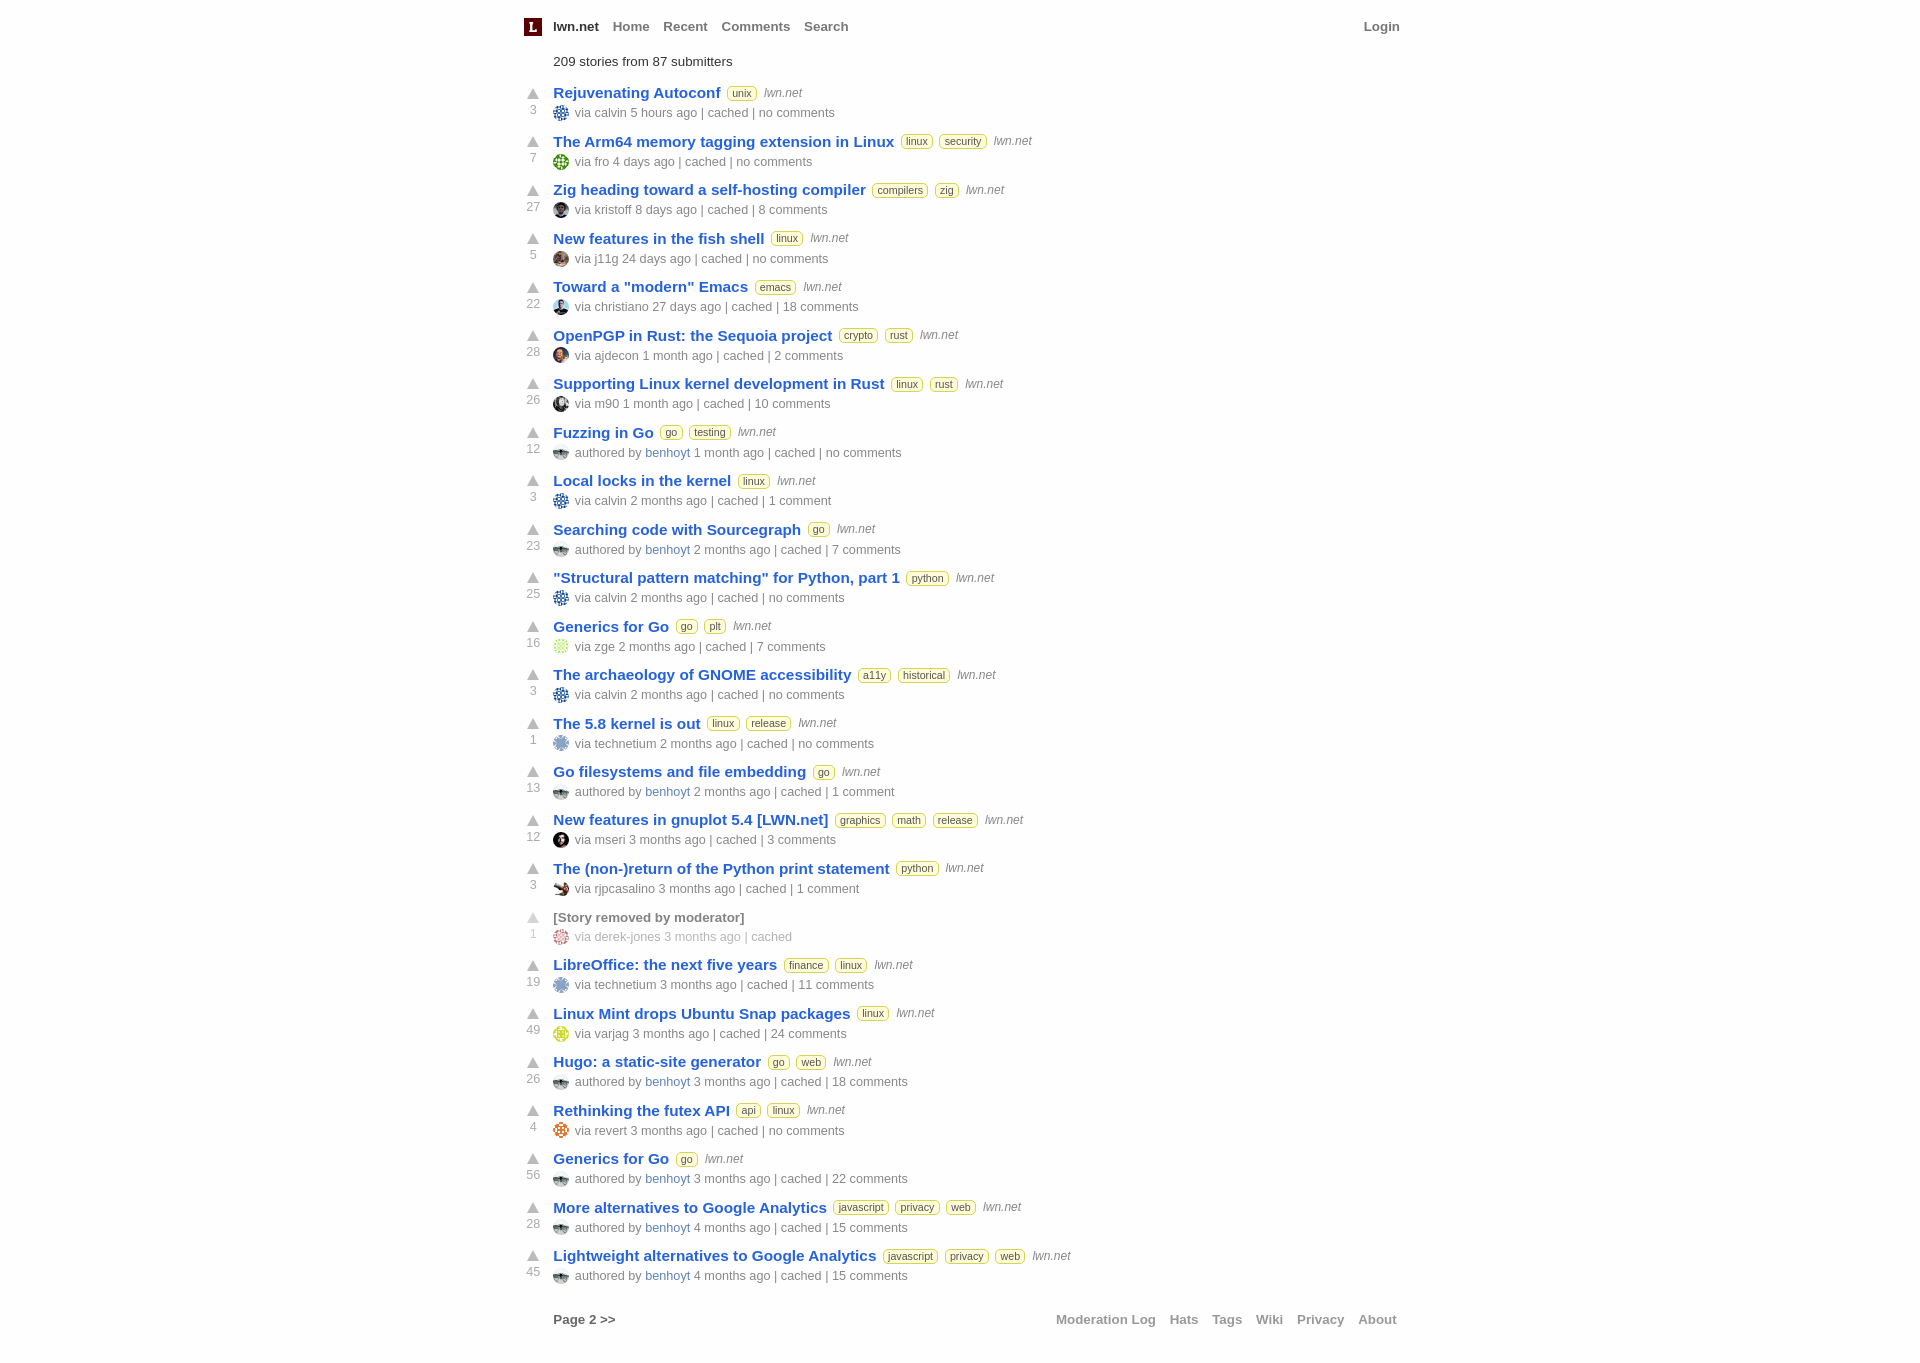 L lwn.net Home Recent Comments Search Login
209 stories from 87 submitters
Rejuvenating Autoconf unix lwn.net
3 via calvin 5 hours ago | cached | no comments
The Arm64 memory tagging extension in Linux linux security lwn.net
7 via fro 4 days ago | cached | no comments
Zig heading toward a self-hosting compiler compilers zig lwn.net
27 via kristoff 8 days ago | cached | 8 comments
New features in the fish shell linux lwn.net
5 via j11g 24 days ago | cached | no comments
Toward a "modern" Emacs emacs lwn.net
22 via christiano 27 days ago | cached | 18 comments
OpenPGP in Rust: the Sequoia project crypto rust lwn.net
28 via ajdecon 1 month ago | cached | 2 comments
Supporting Linux kernel development in Rust linux rust lwn.net
26 via m90 1 month ago | cached | 10 comments
Fuzzing in Go go testing lwn.net
12 authored by benhoyt 1 month ago | cached | no comments
Local locks in the kernel linux lwn.net
3 via calvin 2 months ago | cached | 1 comment
Searching code with Sourcegraph go lwn.net
23 authored by benhoyt 2 months ago | cached | 7 comments
"Structural pattern matching" for Python, part 1 python lwn.net
25 via calvin 2 months ago | cached | no comments
Generics for Go go plt lwn.net
16 via zge 2 months ago | cached | 7 comments
The archaeology of GNOME accessibility a11y historical lwn.net
3 via calvin 2 months ago | cached | no comments
The 5.8 kernel is out linux release lwn.net
1 via technetium 2 months ago | cached | no comments
Go filesystems and file embedding go lwn.net
13 authored by benhoyt 2 months ago | cached | 1 comment
New features in gnuplot 5.4 [LWN.net] graphics math release lwn.net
12 via mseri 3 months ago | cached | 3 comments
The (non-)return of the Python print statement python lwn.net
3 via rjpcasalino 3 months ago | cached | 1 comment
[Story removed by moderator]
1 via derek-jones 3 months ago | cached
LibreOffice: the next five years finance linux lwn.net
19 via technetium 3 months ago | cached | 11 comments
Linux Mint drops Ubuntu Snap packages linux lwn.net
49 via varjag 3 months ago | cached | 24 comments
Hugo: a static-site generator go web lwn.net
26 authored by benhoyt 3 months ago | cached | 18 comments
Rethinking the futex API api linux lwn.net
4 via revert 3 months ago | cached | no comments
Generics for Go go lwn.net
56 authored by benhoyt 3 months ago | cached | 22 comments
More alternatives to Google Analytics javascript privacy web lwn.net
28 authored by benhoyt 4 months ago | cached | 15 comments
Lightweight alternatives to Google Analytics javascript privacy web lwn.net
45 authored by benhoyt 4 months ago | cached | 15 comments
Page 2 >> Moderation Log Hats Tags Wiki Privacy About